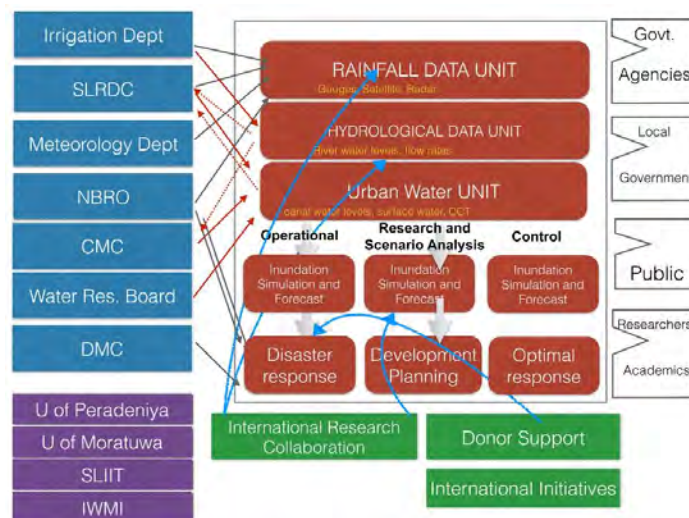 Irrigation Dept
SLRDC
Meteorology Dept
NBRO
CMC
Water Res. Board
DMC
U of Peradeniya
U of Moratuwa
SLIIT
IWMI
RAINFALL DATA UNIT
Gauges, Satellite, Radar
HYDROLOGICAL DATA UNIT
River water levels, flow rates
Urban Water UNIT
canal water levels, surface water, CCT
Operational
Research and
Scenario Analysis
Control
Inundation
Simulation and
Forecast
Inundation
Simulation and
Forecast
Inundation
Simulation and
Forecast
Disaster
response
Development
Planning
Optimal
response
International Research
Collaboration
Donor Support
International Initiatives
Govt.
Agencies
Local
Government
Public
Researchers
Academics